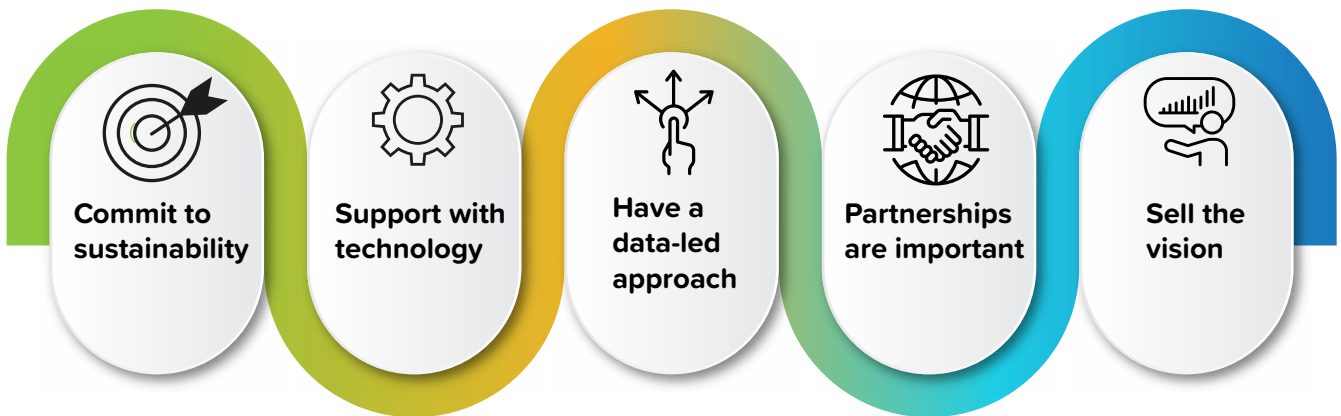 Commit to
sustainability
Support with
technology
Have a
data-led
approach
Partnerships
are important
Sell the
vision